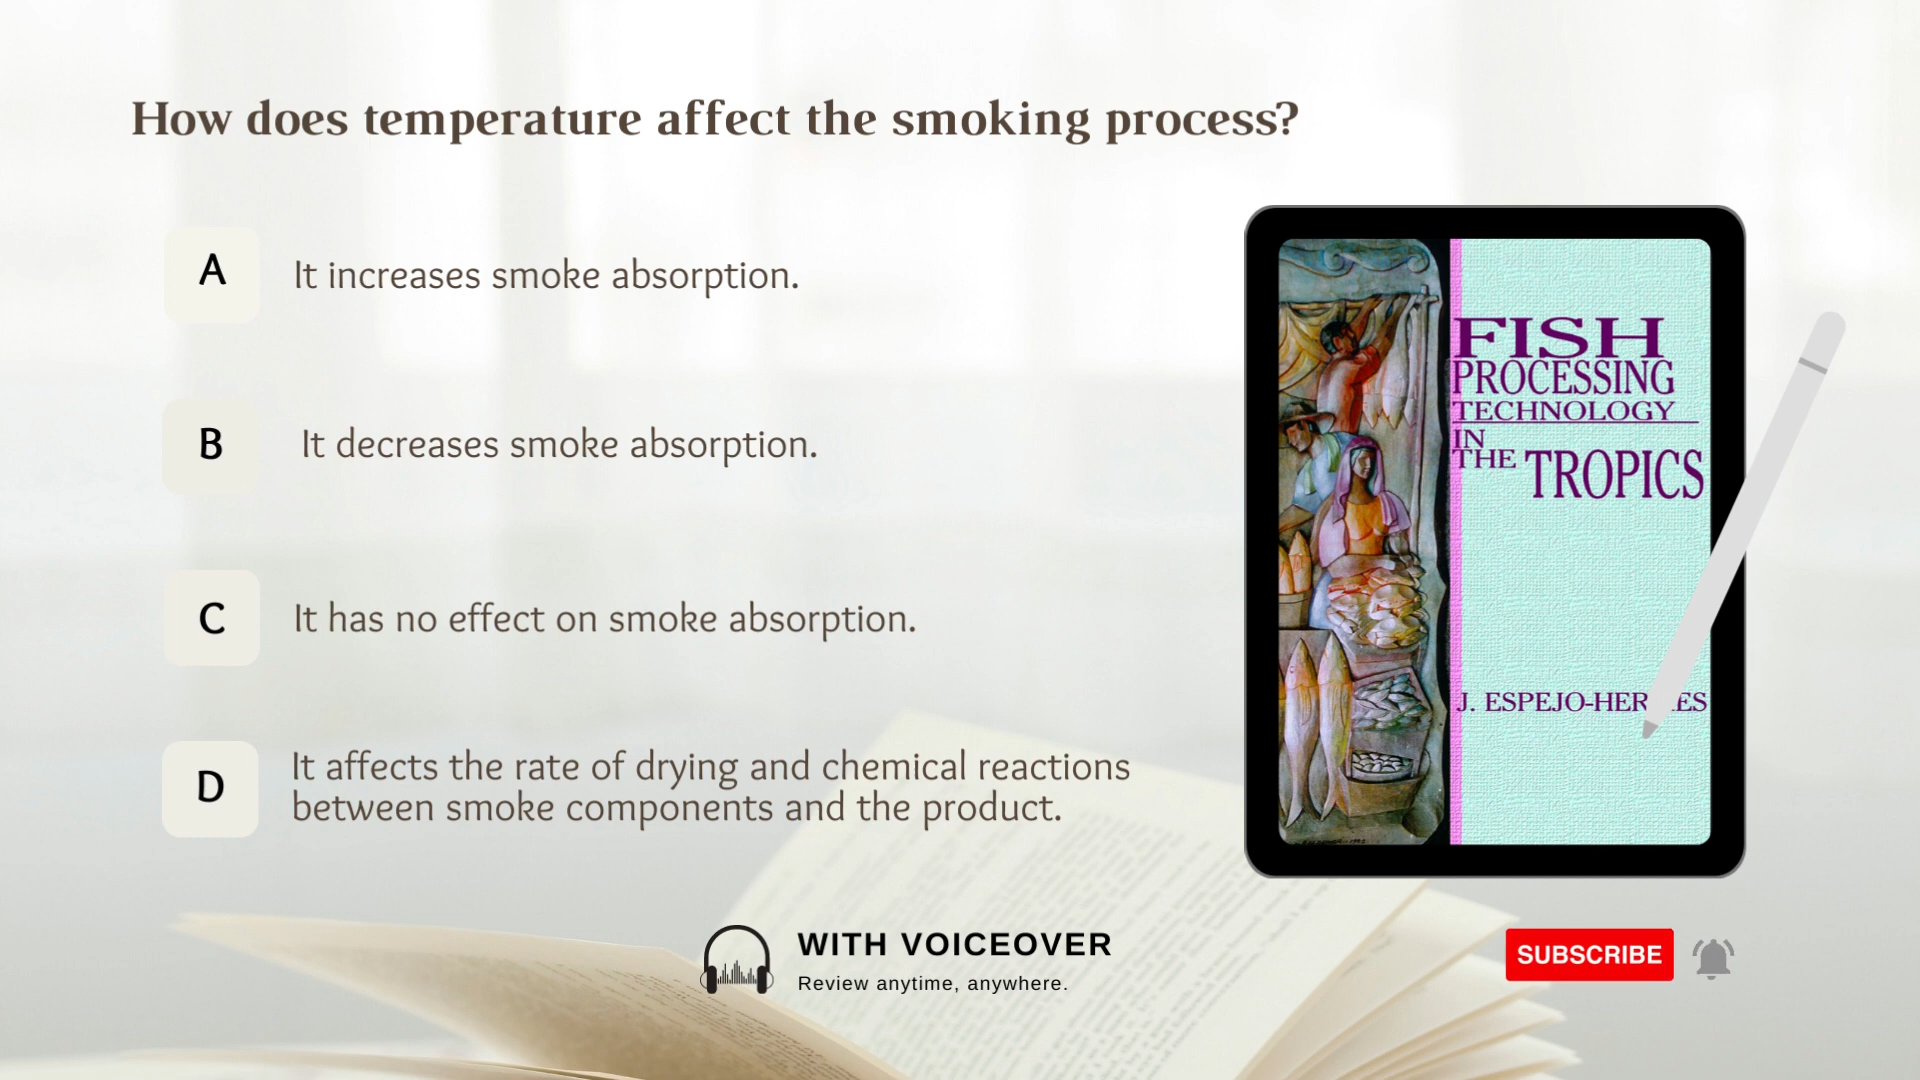 How does temperature affect the smoking process?
A
It increases smoke absorption.
B
It decreases smoke absorption.
C
It has no effect on smoke absorption.
D
It affects the rate of drying and chemical reactions
between smoke components and the product.
FISH
PROCESSING
TECHNOLOGY
IN
THE TROPICS
J. ESPEJO-HER
WITH VOICEOVER
Review anytime, anywhere.
SUBSCRIBE